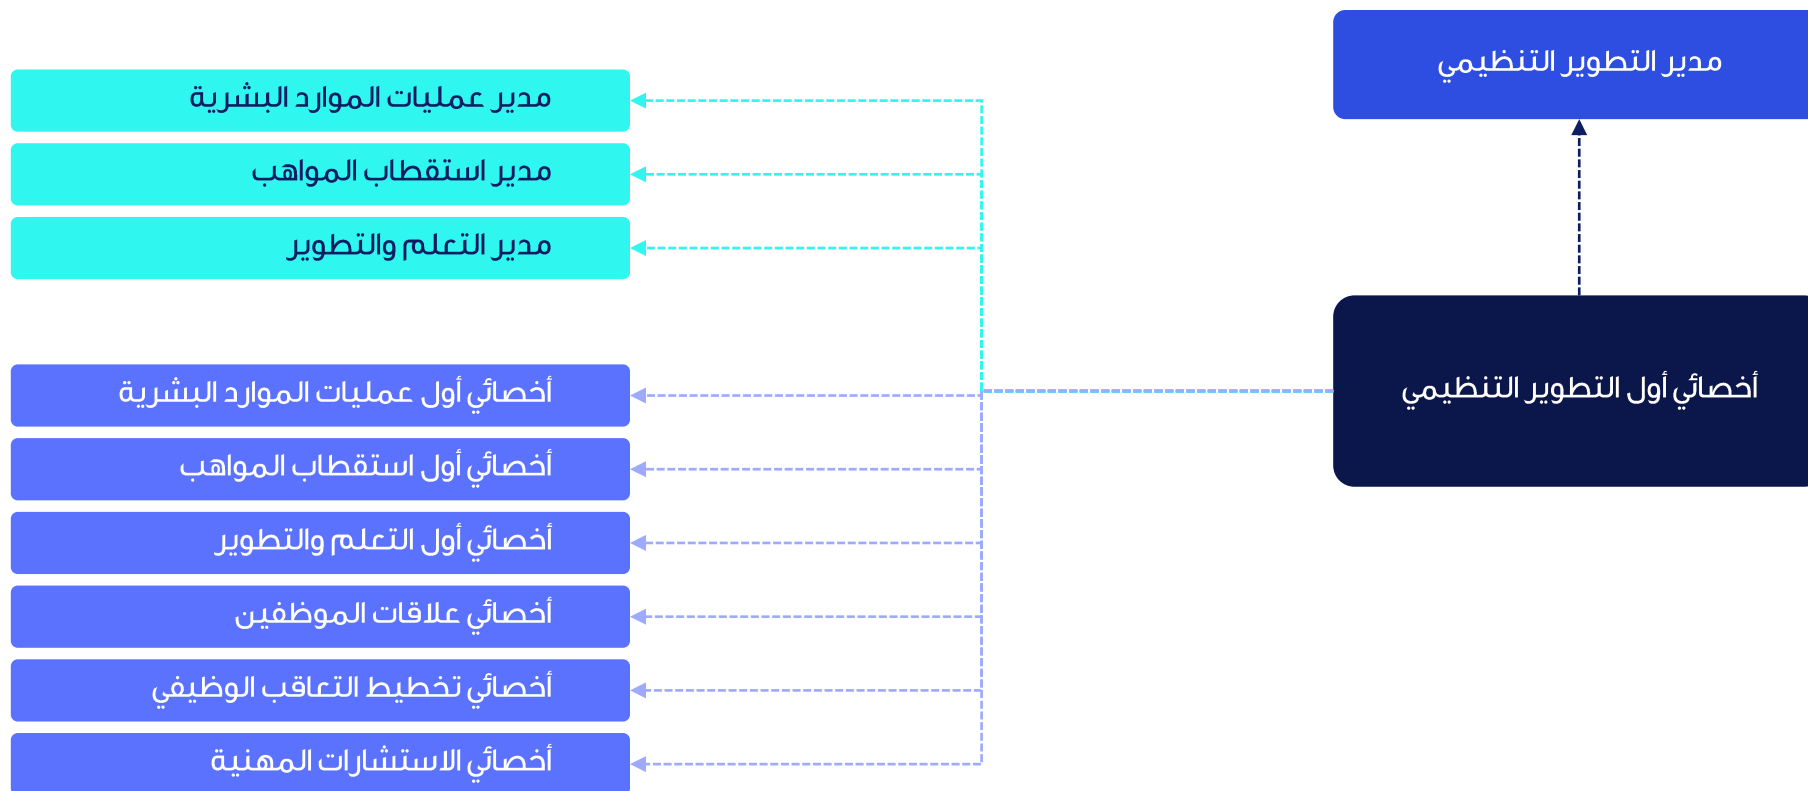 مدير التطوير التنظيمي
أخصائي أول التطوير التنظيمي
مدير عمليات الموارد البشرية
مدير استقطاب المواهب
مدير التعلم والتطوير
أخصائي أول عمليات الموارد البشرية
أخصائي أول استقطاب المواهب
أخصائي أول التعلم والتطوير
أخصائي علاقات الموظفين
أخصائي تخطيط التعاقب الوظيفي
أخصائي الاستشارات المهنية